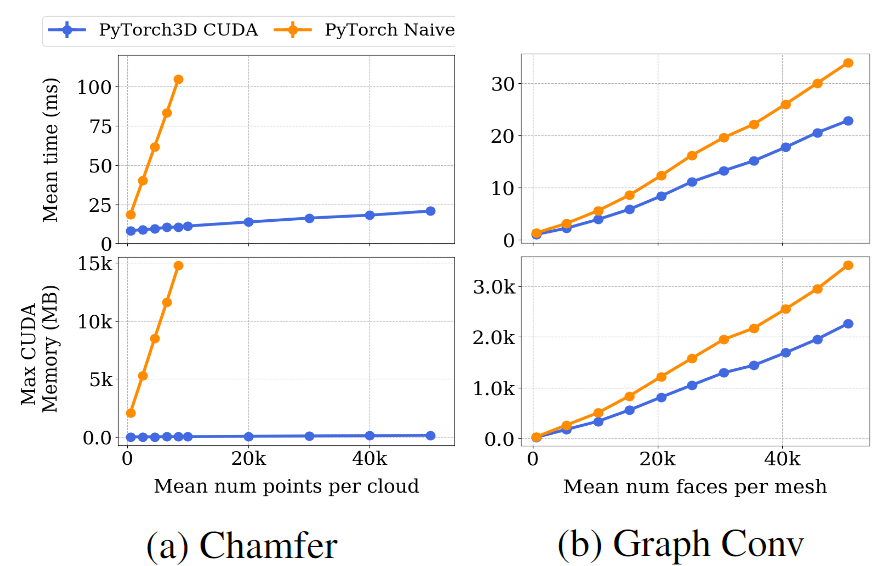 PyTorch3D CUDA PyTorch Naive
Mean time (ms)
100
75
50
25
0
30
20
10
0
Max CUDA
Memory (MB)
15k
10k
5k
0.0
3.0k
2.0k
1.0k
0.0
0 20k 40k
0 20k 40k
Mean num points per cloud
Mean num faces per mesh
(a) Chamfer
(b) Graph Conv